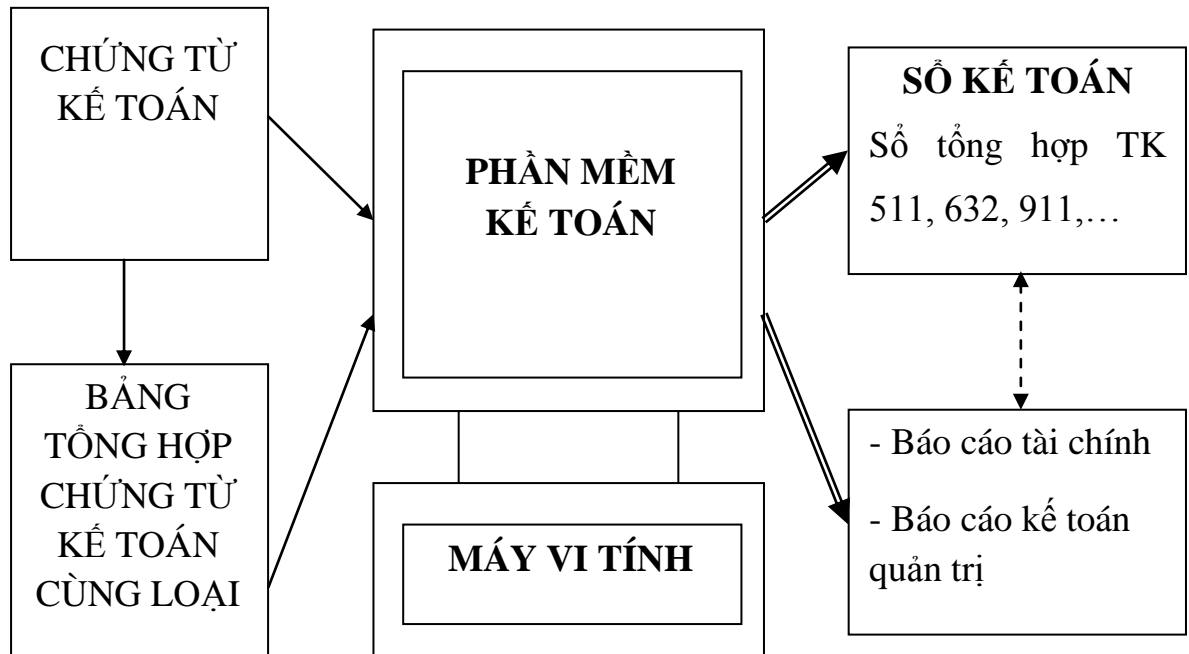 CHỨNG TỪ
KẾ TOÁN
BẢNG
TỔNG HỢP
CHỨNG TỪ
KẾ TOÁN
CÙNG LOẠI
PHẦN MỀM
KẾ TOÁN
MÁY VI TÍNH
SỔ KẾ TOÁN
Sổ tổng hợp TK
511, 632, 911,…
- Báo cáo tài chính
- Báo cáo kế toán
quản trị